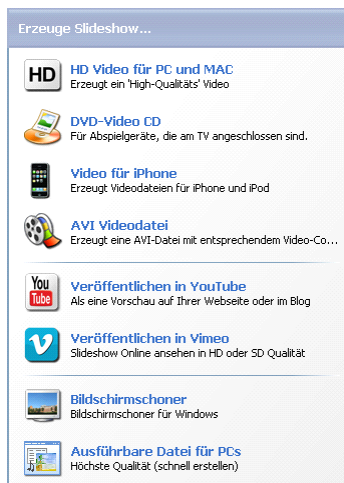 Erzeuge Slideshow...
HD
HD Video für PC und MAC
Erzeugt ein 'High-Qualitäts' Video
DVD-Video CD
Für Abspielgeräte, die am TV angeschlossen sind.
Video für iPhone
Erzeugt Videodateien für iPhone und iPod
AVI Videodatei
Erzeugt eine AVI-Datei mit entsprechendem Video-Co...
You
Tube
Veröffentlichen in YouTube
Als eine Vorschau auf Ihrer Webseite oder im Blog
Veröffentlichen in Vimeo
Slideshow Online ansehen in HD oder SD Qualität
Bildschirmschoner
Bildschirmschoner für Windows
Ausführbare Datei für PCs
Höchste Qualität (schnell erstellen)